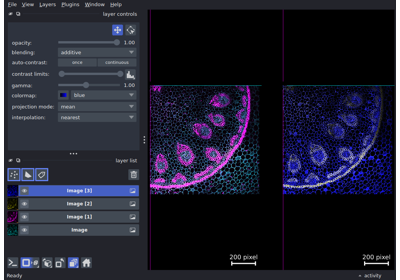 File View Layers Plugins Window Help
layer controls
opacity: 1.00
blending: additive
auto-contrast: once continuous
contrast limits:
gamma: 1.00
colormap: blue
projection mode: mean
interpolation: nearest
layer list
Image [3]
Image [2]
Image [1]
Image
200 pixel 200 pixel
Ready activity